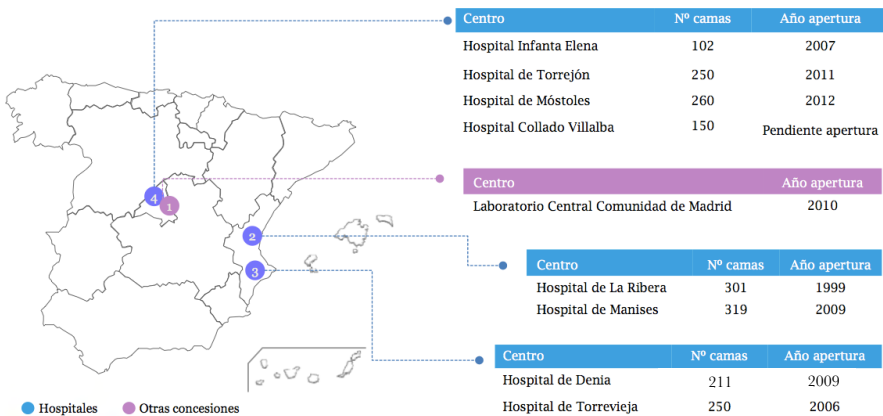 Centro Nº camas Año apertura
Hospital Infanta Elena 102 2007
Hospital de Torrejón 250 2011
Hospital de Móstoles 260 2012
Hospital Collado Villalba 150 Pendiente apertura
Centro Año apertura
Laboratorio Central Comunidad de Madrid 2010
4
1
2
3
Centro Nº camas Año apertura
Hospital de La Ribera 301 1999
Hospital de Manises 319 2009
Centro Nº camas Año apertura
Hospital de Denia 211 2009
Hospital de Torrevieja 250 2006
Hospitales Otras concesiones